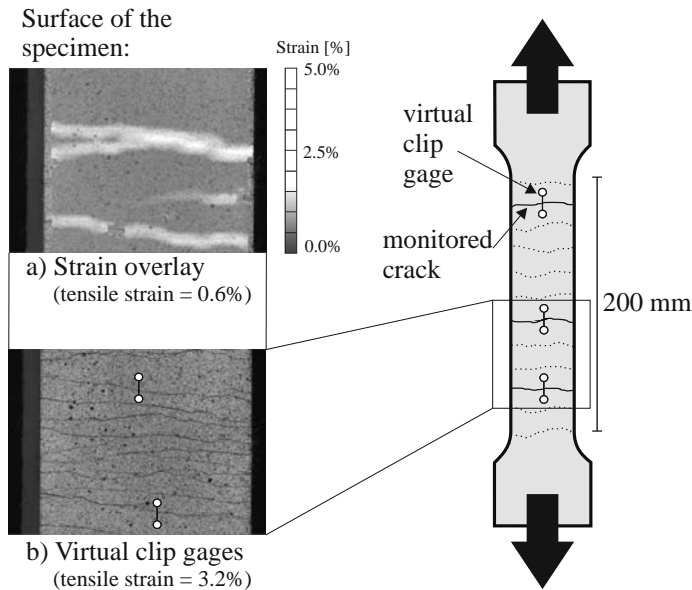 Surface of the
specimen:
Strain [%]
5.0%
2.5%
0.0%
a) Strain overlay
(tensile strain = 0.6%)
b) Virtual clip gages
(tensile strain = 3.2%)
virtual
clip
gage
monitored
crack
200 mm